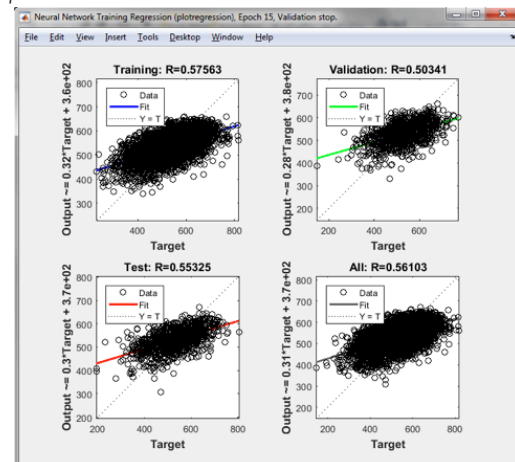 Neural Network Training Regression (plotregression), Epoch 15, Validation stop.
File Edit View Insert Tools Desktop Window Help
Training: R=0.57563
Output ~= 0.32*Target + 3.6e+02
800
700
600
500
400
300
Data
Fit
Y = T
400 600 800
Target
Validation: R=0.50341
Output ~= 0.28*Target + 3.8e+02
700
600
500
400
300
200
Data
Fit
Y = T
200 400 600
Target
Test: R=0.55325
Output ~= 0.3*Target + 3.7e+02
800
700
600
500
400
300
200
Data
Fit
Y = T
200 400 600 800
Target
All: R=0.56103
Output ~= 0.31*Target + 3.7e+02
800
700
600
500
400
300
200
Data
Fit
Y = T
200 400 600 800
Target